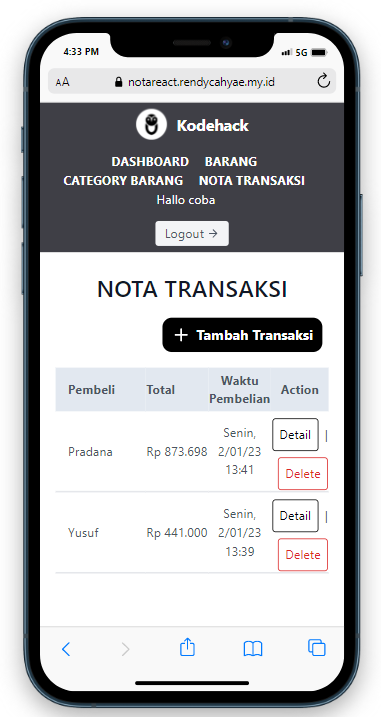 4:33 PM 5G
AA notareact.rendycahyae.my.id
Kodehack
DASHBOARD BARANG
CATEGORY BARANG NOTA TRANSAKSI
Hallo coba
Logout →
NOTA TRANSAKSI
+ Tambah Transaksi
Pembeli Total Waktu Pembelian Action
Pradana Rp 873.698 Senin, 2/01/23 13:41 Detail | Delete
Yusuf Rp 441.000 Senin, 2/01/23 13:39 Detail | Delete